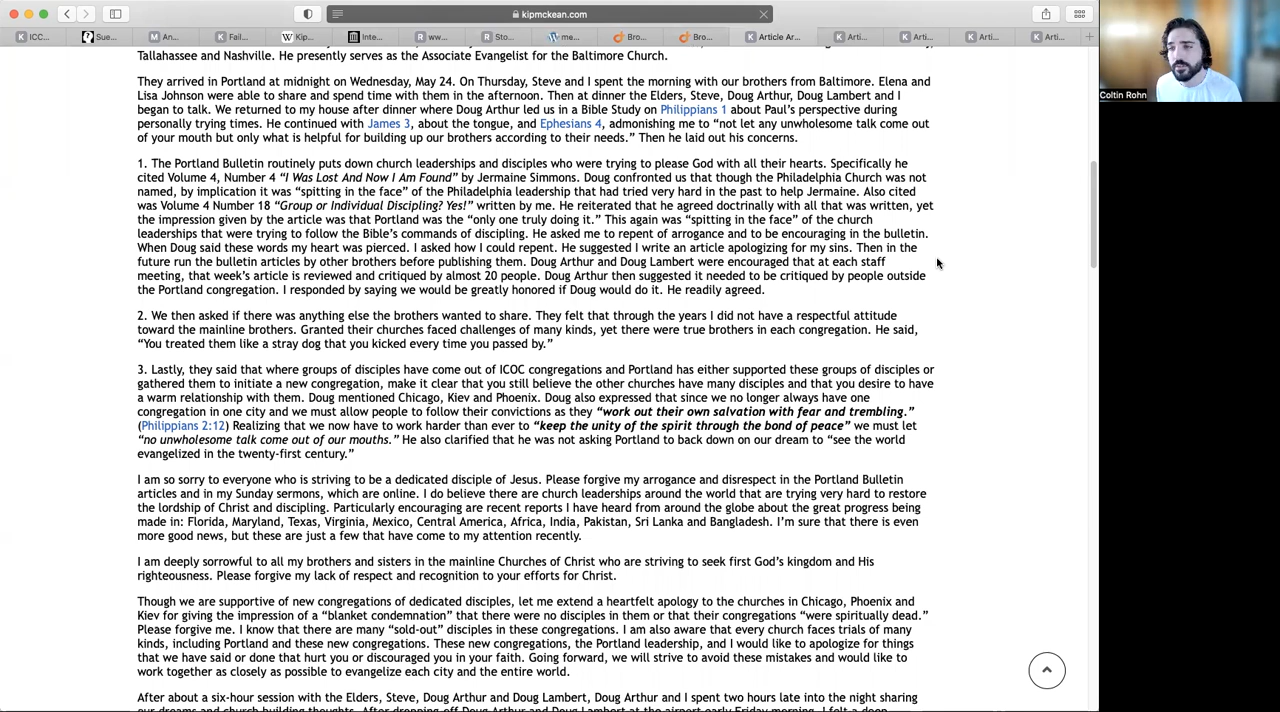 kipmckean.com
ICC...
Sue...
An...
Fail...
Kip...
Inte...
ww...
Sto...
me...
Bro...
Bro...
Article Ar...
Arti...
Arti...
Arti...
Arti...
Coltin Rohn
Tallahassee and Nashville. He presently serves as the Associate Evangelist for the Baltimore Church.
They arrived in Portland at midnight on Wednesday, May 24. On Thursday, Steve and I spent the morning with our brothers from Baltimore. Elena and
Lisa Johnson were able to share and spend time with them in the afternoon. Then at dinner the Elders, Steve, Doug Arthur, Doug Lambert and I
began to talk. We returned to my house after dinner where Doug Arthur led us in a Bible Study on Philippians 1 about Paul's perspective during
personally trying times. He continued with James 3, about the tongue, and Ephesians 4, admonishing me to “not let any unwholesome talk come out
of your mouth but only what is helpful for building up our brothers according to their needs.” Then he laid out his concerns.
1. The Portland Bulletin routinely puts down church leaderships and disciples who were trying to please God with all their hearts. Specifically he
cited Volume 4, Number 4 “I Was Lost And Now I Am Found” by Jermaine Simmons. Doug confronted us that though the Philadelphia Church was not
named, by implication it was “spitting in the face” of the Philadelphia leadership that had tried very hard in the past to help Jermaine. Also cited
was Volume 4 Number 18 “Group or Individual Discipling? Yes!” written by me. He reiterated that he agreed doctrinally with all that was written, yet
the impression given by the article was that Portland was the “only one truly doing it.” This again was “spitting in the face” of the church
leaderships that were trying to follow the Bible's commands of discipling. He asked me to repent of arrogance and to be encouraging in the bulletin.
When Doug said these words my heart was pierced. I asked how I could repent. He suggested I write an article apologizing for my sins. Then in the
future run the bulletin articles by other brothers before publishing them. Doug Arthur and Doug Lambert were encouraged that at each staff
meeting, that week's article is reviewed and critiqued by almost 20 people. Doug Arthur then suggested it needed to be critiqued by people outside
the Portland congregation. I responded by saying we would be greatly honored if Doug would do it. He readily agreed.
2. We then asked if there was anything else the brothers wanted to share. They felt that through the years I did not have a respectful attitude
toward the mainline brothers. Granted their churches faced challenges of many kinds, yet there were true brothers in each congregation. He said,
“You treated them like a stray dog that you kicked every time you passed by.”
3. Lastly, they said that where groups of disciples have come out of ICOC congregations and Portland has either supported these groups of disciples or
gathered them to initiate a new congregation, make it clear that you still believe the other churches have many disciples and that you desire to have
a warm relationship with them. Doug mentioned Chicago, Kiev and Phoenix. Doug also expressed that since we no longer always have one
congregation in one city and we must allow people to follow their convictions as they “work out their own salvation with fear and trembling.”
(Philippians 2:12) Realizing that we now have to work harder than ever to “keep the unity of the spirit through the bond of peace” we must let
“no unwholesome talk come out of our mouths.” He also clarified that he was not asking Portland to back down on our dream to “see the world
evangelized in the twenty-first century.”
I am so sorry to everyone who is striving to be a dedicated disciple of Jesus. Please forgive my arrogance and disrespect in the Portland Bulletin
articles and in my Sunday sermons, which are online. I do believe there are church leaderships around the world that are trying very hard to restore
the lordship of Christ and discipling. Particularly encouraging are recent reports I have heard from around the globe about the great progress being
made in: Florida, Maryland, Texas, Virginia, Mexico, Central America, Africa, India, Pakistan, Sri Lanka and Bangladesh. I'm sure that there is even
more good news, but these are just a few that have come to my attention recently.
I am deeply sorrowful to all my brothers and sisters in the mainline Churches of Christ who are striving to seek first God's kingdom and His
righteousness. Please forgive my lack of respect and recognition to your efforts for Christ.
Though we are supportive of new congregations of dedicated disciples, let me extend a heartfelt apology to the churches in Chicago, Phoenix and
Kiev for giving the impression of a “blanket condemnation” that there were no disciples in them or that their congregations “were spiritually dead.”
Please forgive me. I know that there are many “sold-out” disciples in these congregations. I am also aware that every church faces trials of many
kinds, including Portland and these new congregations. These new congregations, the Portland leadership, and I would like to apologize for things
that we have said or done that hurt you or discouraged you in your faith. Going forward, we will strive to avoid these mistakes and would like to
work together as closely as possible to evangelize each city and the entire world.
After about a six-hour session with the Elders, Steve, Doug Arthur and Doug Lambert, Doug Arthur and I spent two hours late into the night sharing
our dreams and church building thoughts. After dropping off Doug Arthur and Doug Lambert at the airport early Friday morning, I felt a deep